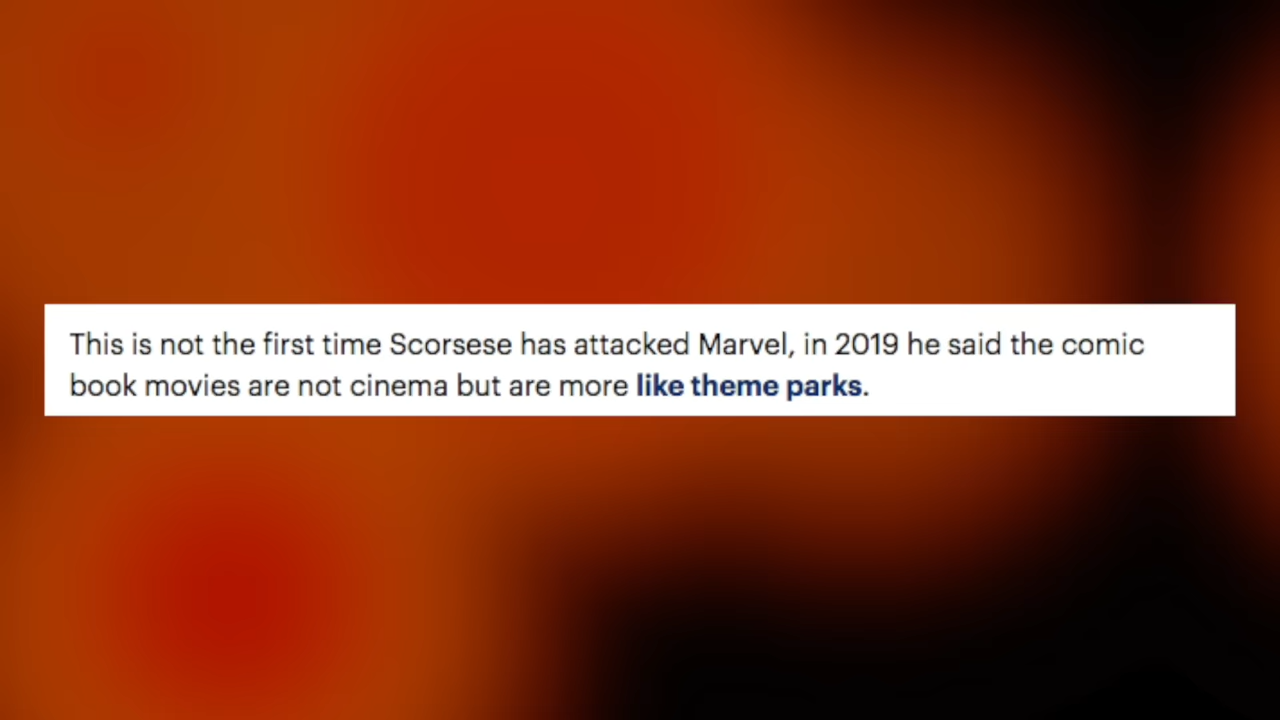 This is not the first time Scorsese has attacked Marvel, in 2019 he said the comic
book movies are not cinema but are more like theme parks.